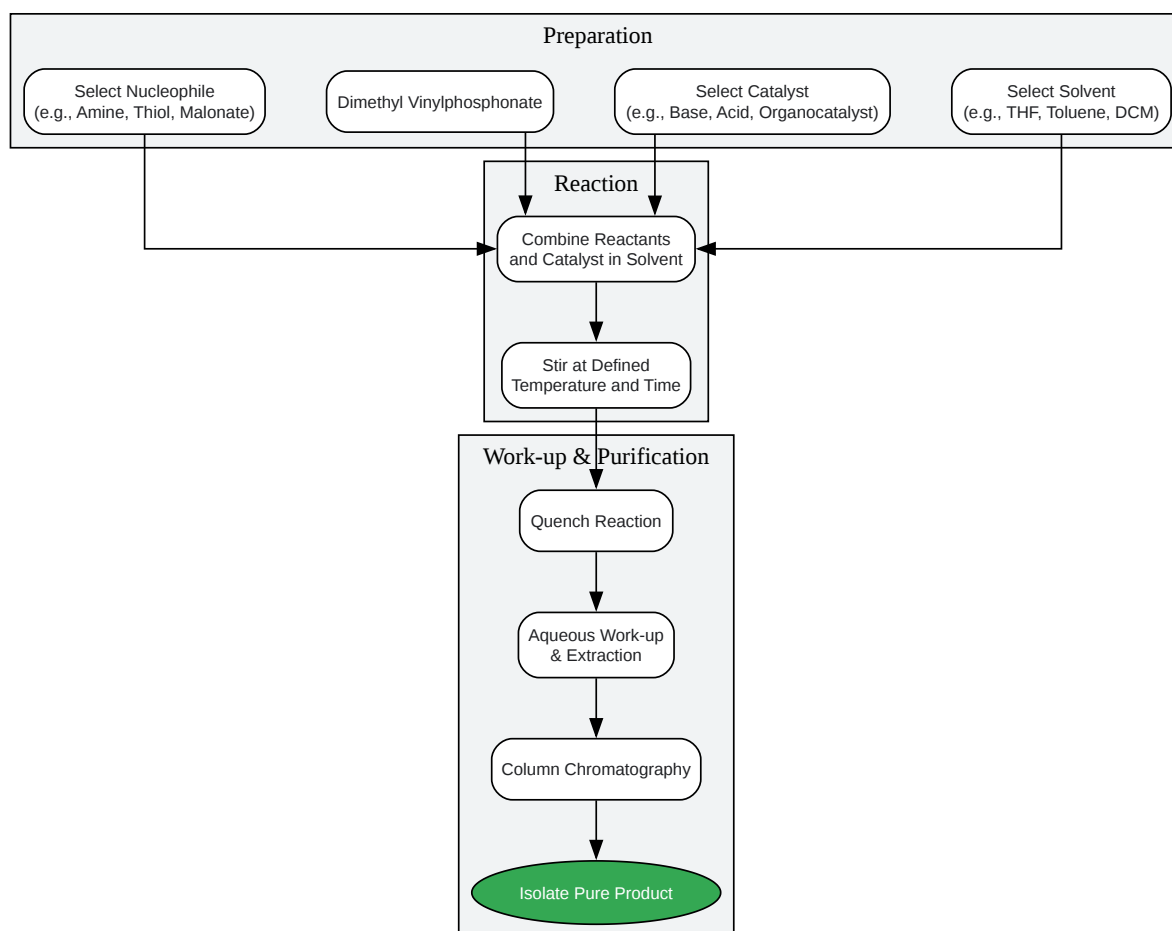 Preparation
Select Nucleophile
(e.g., Amine, Thiol, Malonate)
Dimethyl Vinylphosphonate
Select Catalyst
(e.g., Base, Acid, Organocatalyst)
Select Solvent
(e.g., THF, Toluene, DCM)
Reaction
Combine Reactants
and Catalyst in Solvent
Stir at Defined
Temperature and Time
Work-up & Purification
Quench Reaction
Aqueous Work-up
& Extraction
Column Chromatography
Isolate Pure Product